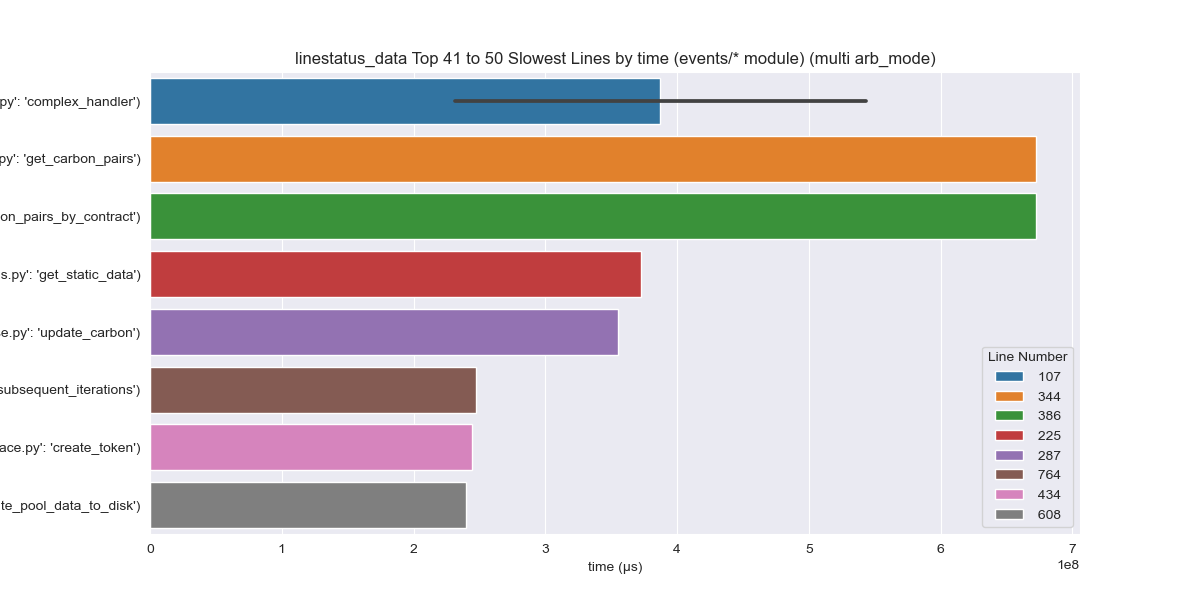 linestatus_data Top 41 to 50 Slowest Lines by time (events/* module) (multi arb_mode)
py': 'complex_handler')
py': 'get_carbon_pairs')
on_pairs_by_contract')
s.py': 'get_static_data')
e.py': 'update_carbon')
subsequent_iterations')
ace.py': 'create_token')
te_pool_data_to_disk')
Line Number
107
344
386
225
287
764
434
608
0 1 2 3 4 5 6 7
1e8
time (µs)